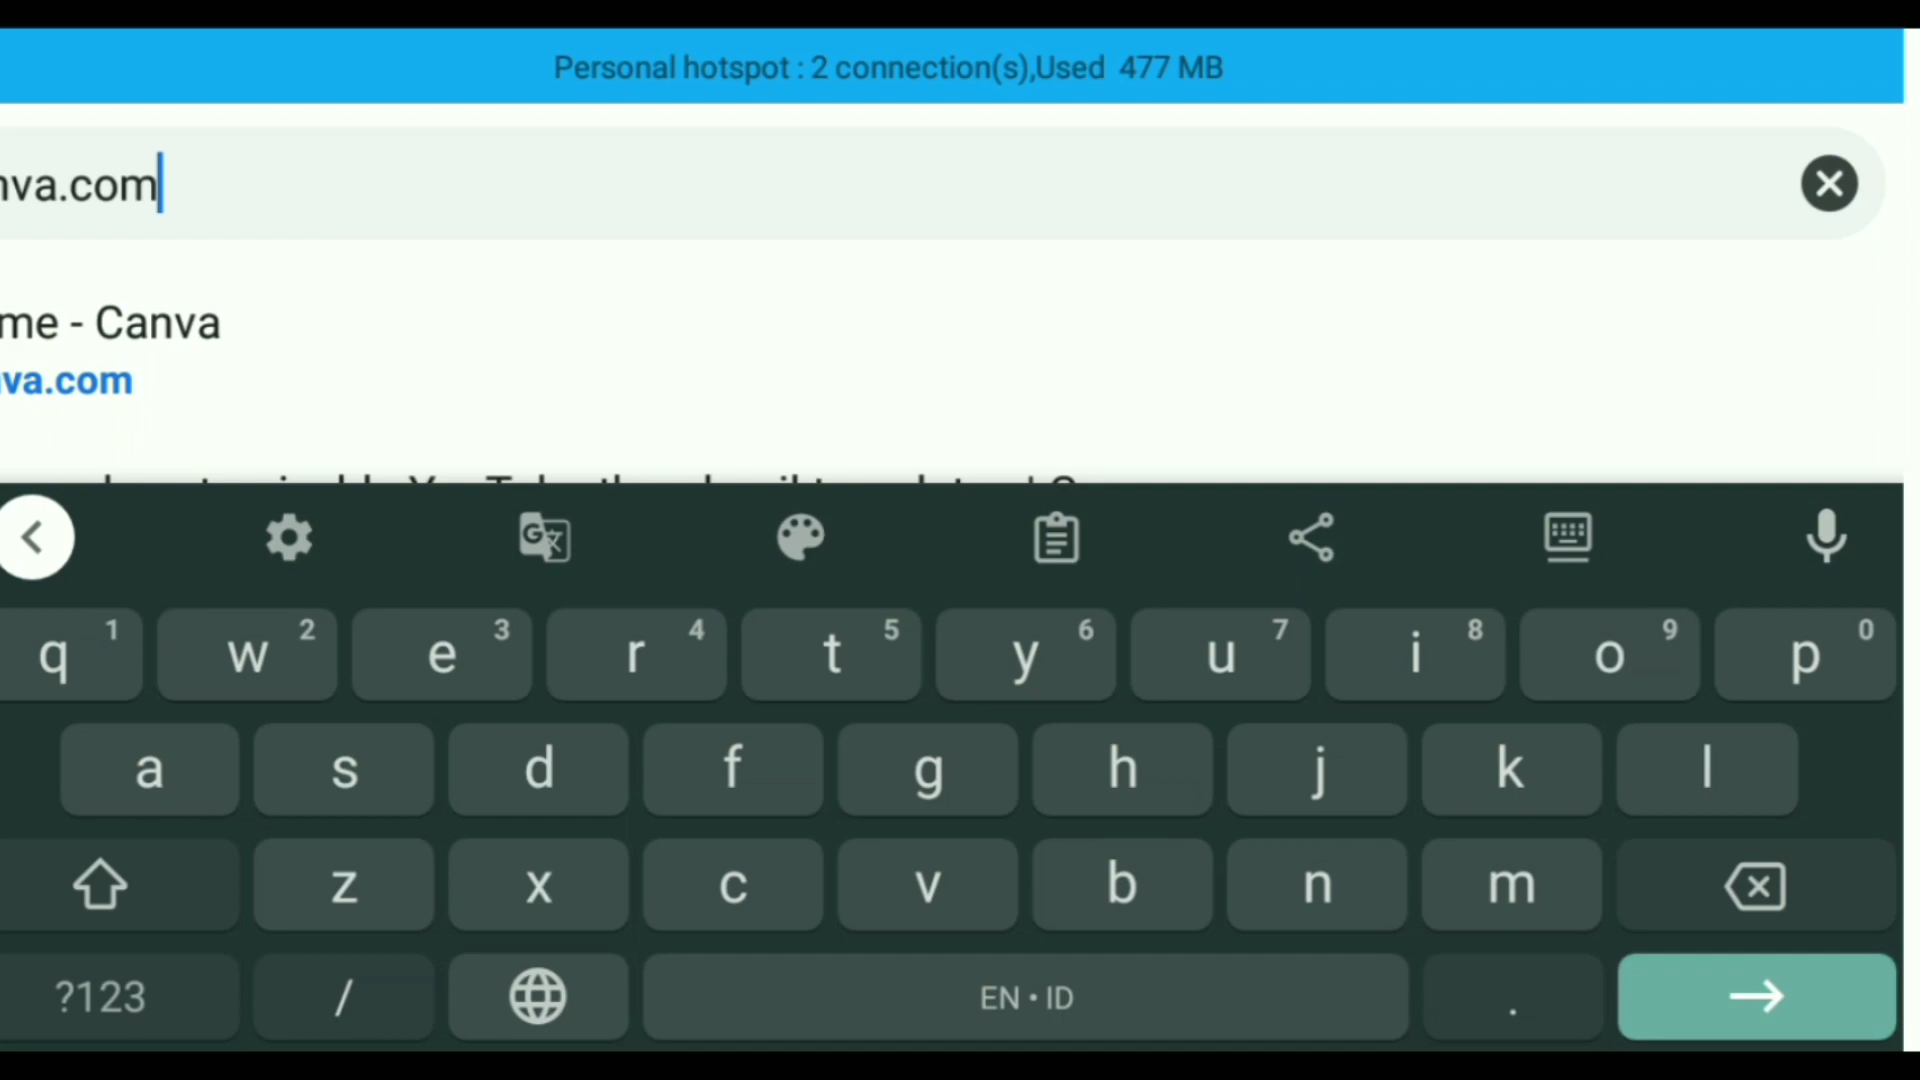 Personal hotspot : 2 connection(s),Used 477 MB
nva.com
me - Canva
va.com
q 1 w 2 e 3 r 4 t 5 y 6 u 7 i 8 o 9 p 0
a s d f g h j k l
z x c v b n m
?123 / EN • ID .